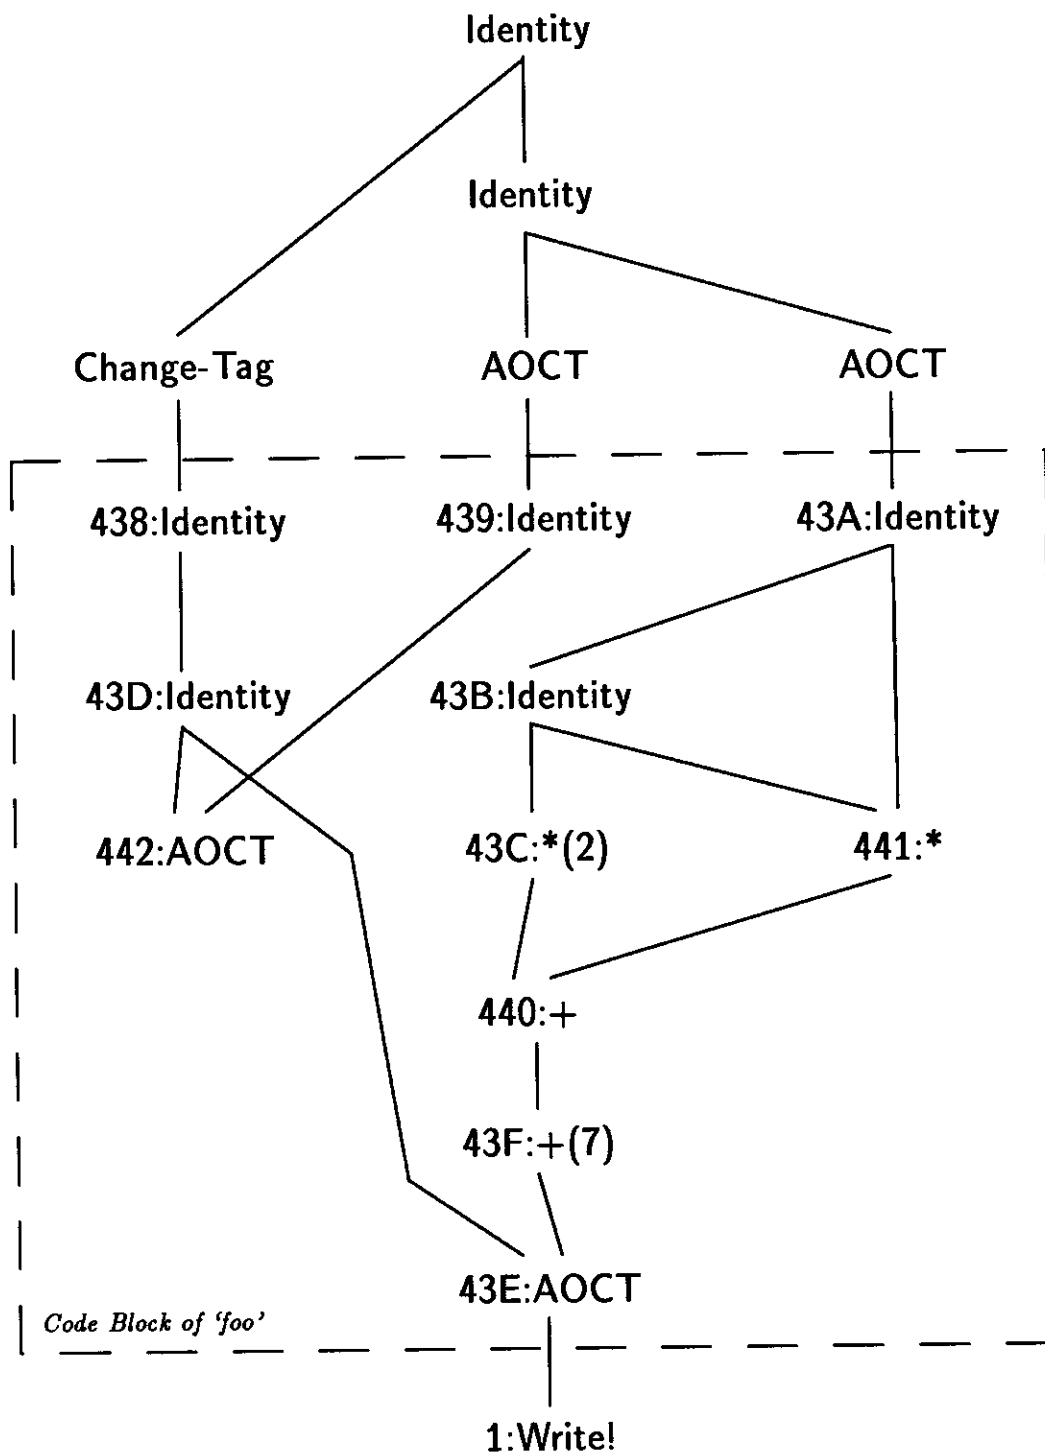 Identity
Identity
Change-Tag AOCT AOCT
438:Identity 439:Identity 43A:Identity
43D:Identity 43B:Identity
442:AOCT 43C:*(2) 441:*
440:+
43F:+(7)
43E:AOCT
Code Block of ‘foo’
1:Write!